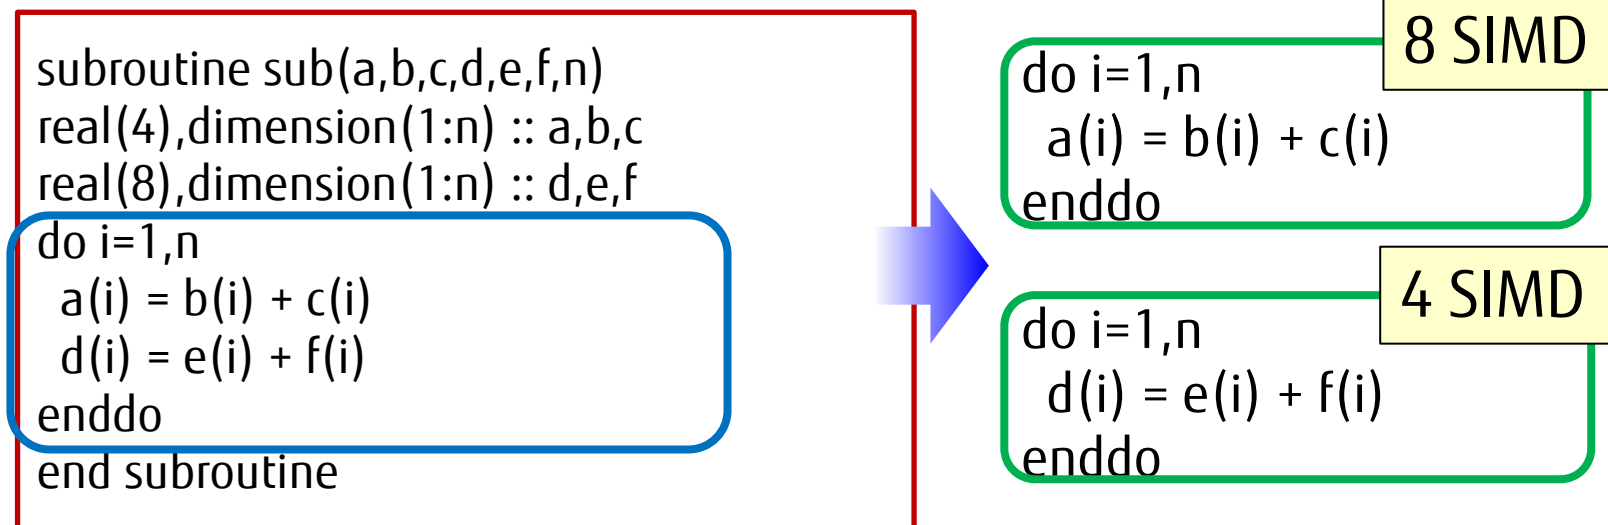 subroutine sub(a,b,c,d,e,f,n)
real(4),dimension(1:n) :: a,b,c
real(8),dimension(1:n) :: d,e,f
do i=1,n
a(i) = b(i) + c(i)
d(i) = e(i) + f(i)
enddo
end subroutine
8 SIMD
do i=1,n
a(i) = b(i) + c(i)
enddo
4 SIMD
do i=1,n
d(i) = e(i) + f(i)
enddo